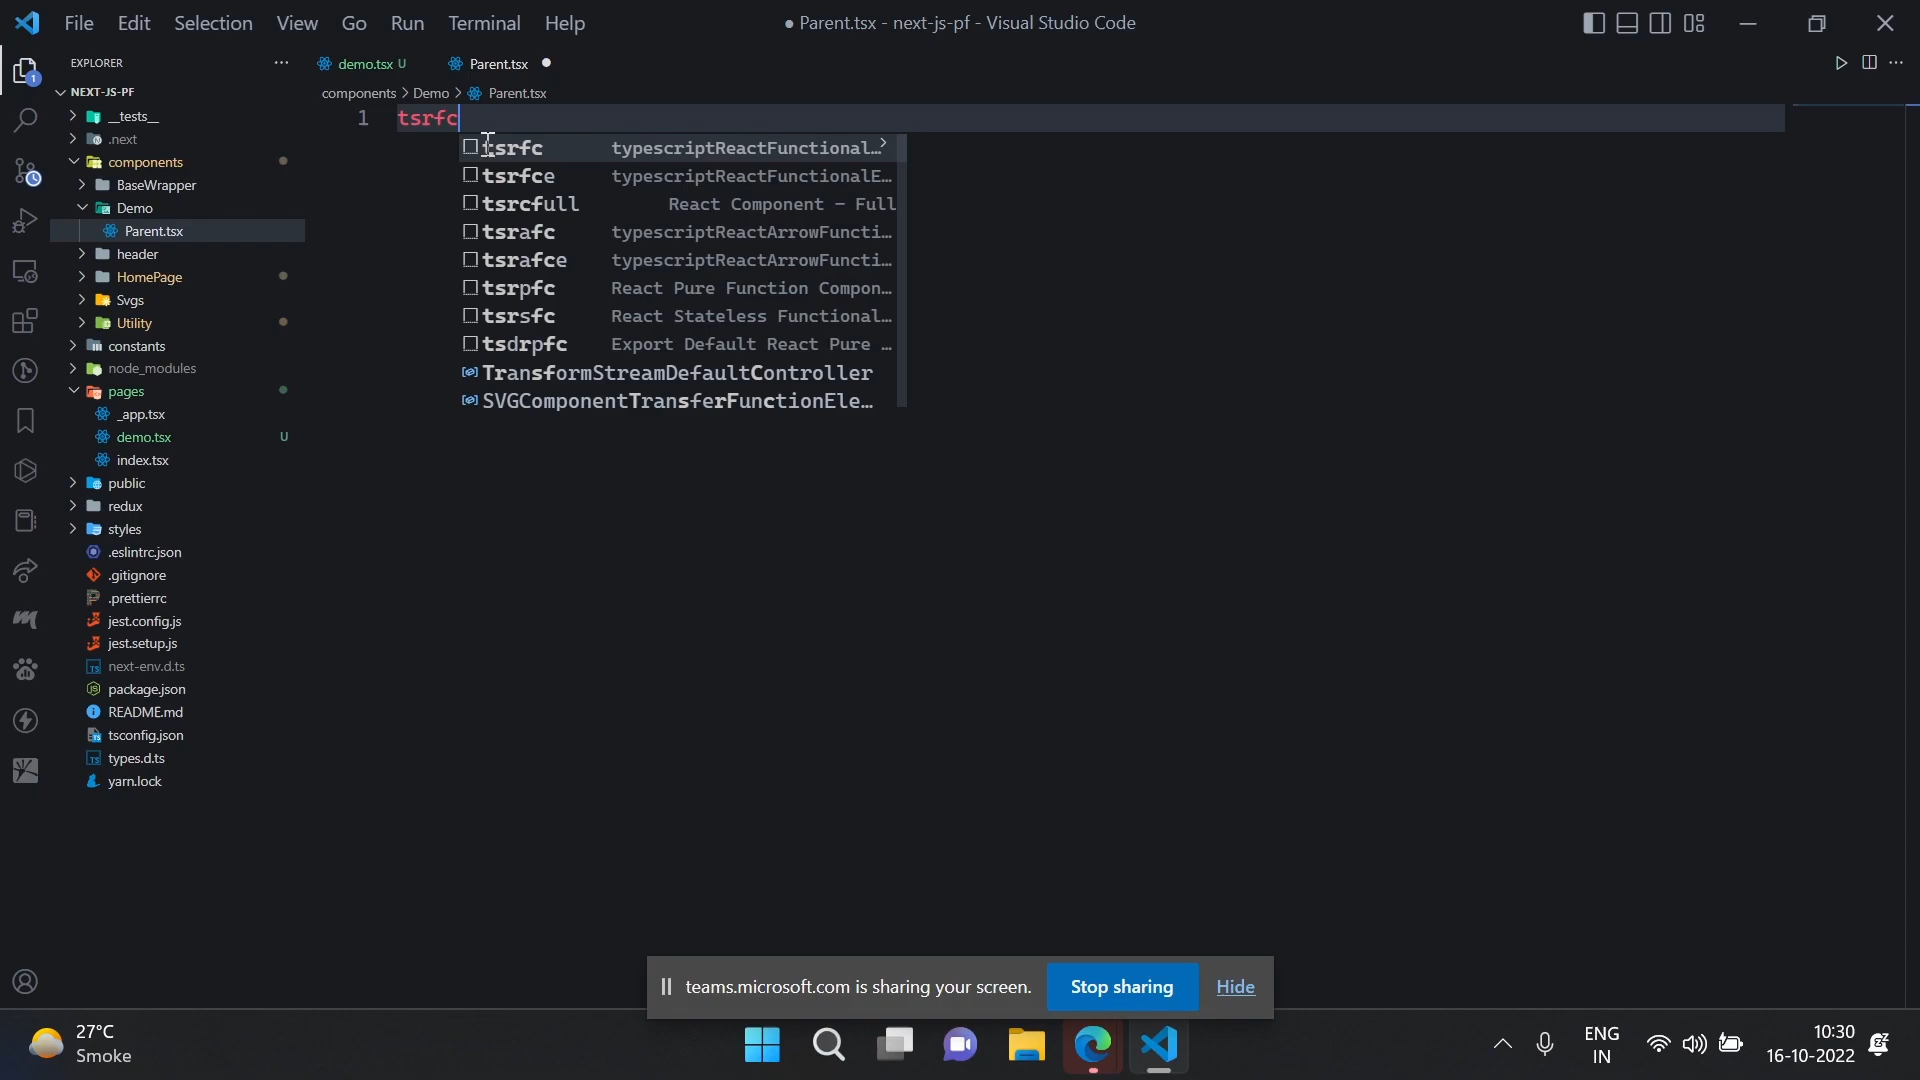 File Edit Selection View Go Run Terminal Help
● Parent.tsx - next-js-pf - Visual Studio Code
EXPLORER
NEXT-JS-PF
__tests__
.next
components
BaseWrapper
Demo
Parent.tsx
header
HomePage
Svgs
Utility
constants
node_modules
pages
_app.tsx
demo.tsx U
index.tsx
public
redux
styles
.eslintrc.json
.gitignore
.prettierrc
jest.config.js
jest.setup.js
next-env.d.ts
package.json
README.md
tsconfig.json
types.d.ts
yarn.lock
demo.tsx U
Parent.tsx
components > Demo > Parent.tsx
1 tsrfc
tsrfc typescriptReactFunctional…
tsrfce typescriptReactFunctionalE…
tsrcfull React Component - Full
tsrafc typescriptReactArrowFuncti…
tsrafce typescriptReactArrowFuncti…
tsrpfc React Pure Function Compon…
tsrsfc React Stateless Functional…
tsdrpfc Export Default React Pure …
TransformStreamDefaultController
SVGComponentTransferFunctionEle…
teams.microsoft.com is sharing your screen. Stop sharing Hide
27°C
Smoke
ENG
IN
10:30
16-10-2022